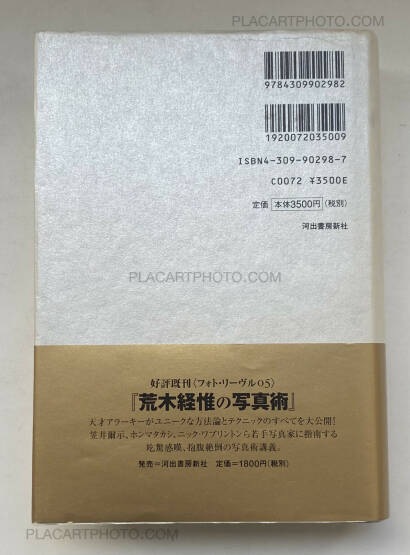 PLACARTPHOTO.COM
9784309902982
1920072035009
ISBN4-309-90298-7
C0072 ¥3500E
定価 本体3500円(税別)
河出書房新社
PLACARTPHOTO.COM
好評既刊〈フォト・リーヴル05〉
『荒木経惟の写真術』
天才アラーキーがユニークな方法論とテクニックのすべてを大公開!
笠井爾示、ホンマタカシ、ニック・ワプリントンら若手写真家に指南する
吃驚感嘆、抱腹絶倒の写真術講義。
発売=河出書房新社 定価=1800円(税別)
PLACARTPHOTO.COM